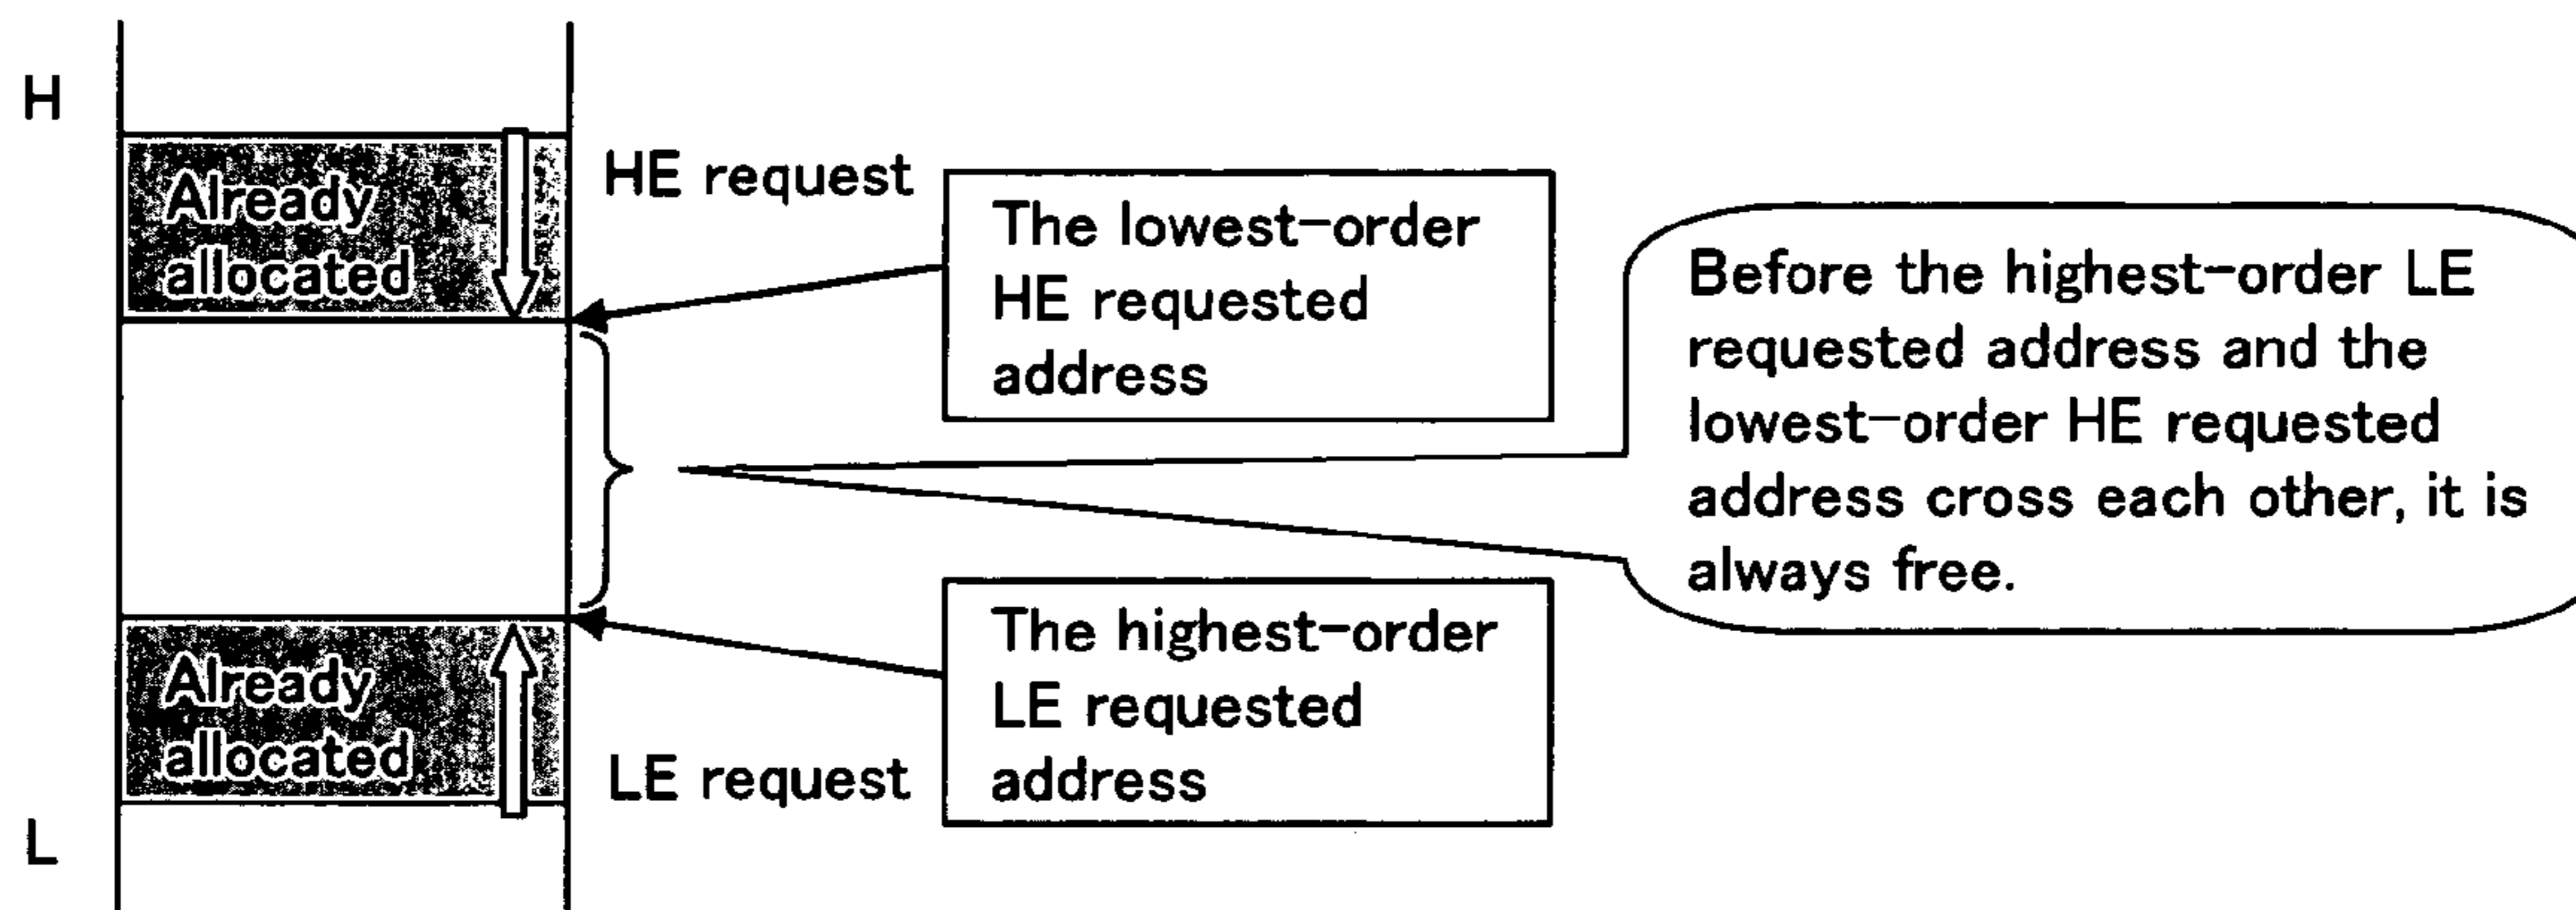 H
Already
allocated
HE request
The lowest-order
HE requested
address
Before the highest-order LE
requested address and the
lowest-order HE requested
address cross each other, it is
always free.
The highest-order
LE requested
address
Already
allocated
LE request
L